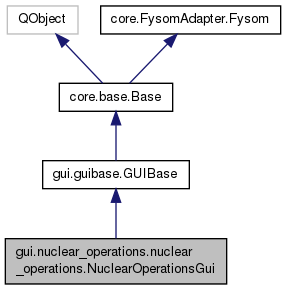 QObject
core.FysomAdapter.Fysom
core.base.Base
gui.guibase.GUIBase
gui.nuclear_operations.nuclear
_operations.NuclearOperationsGui